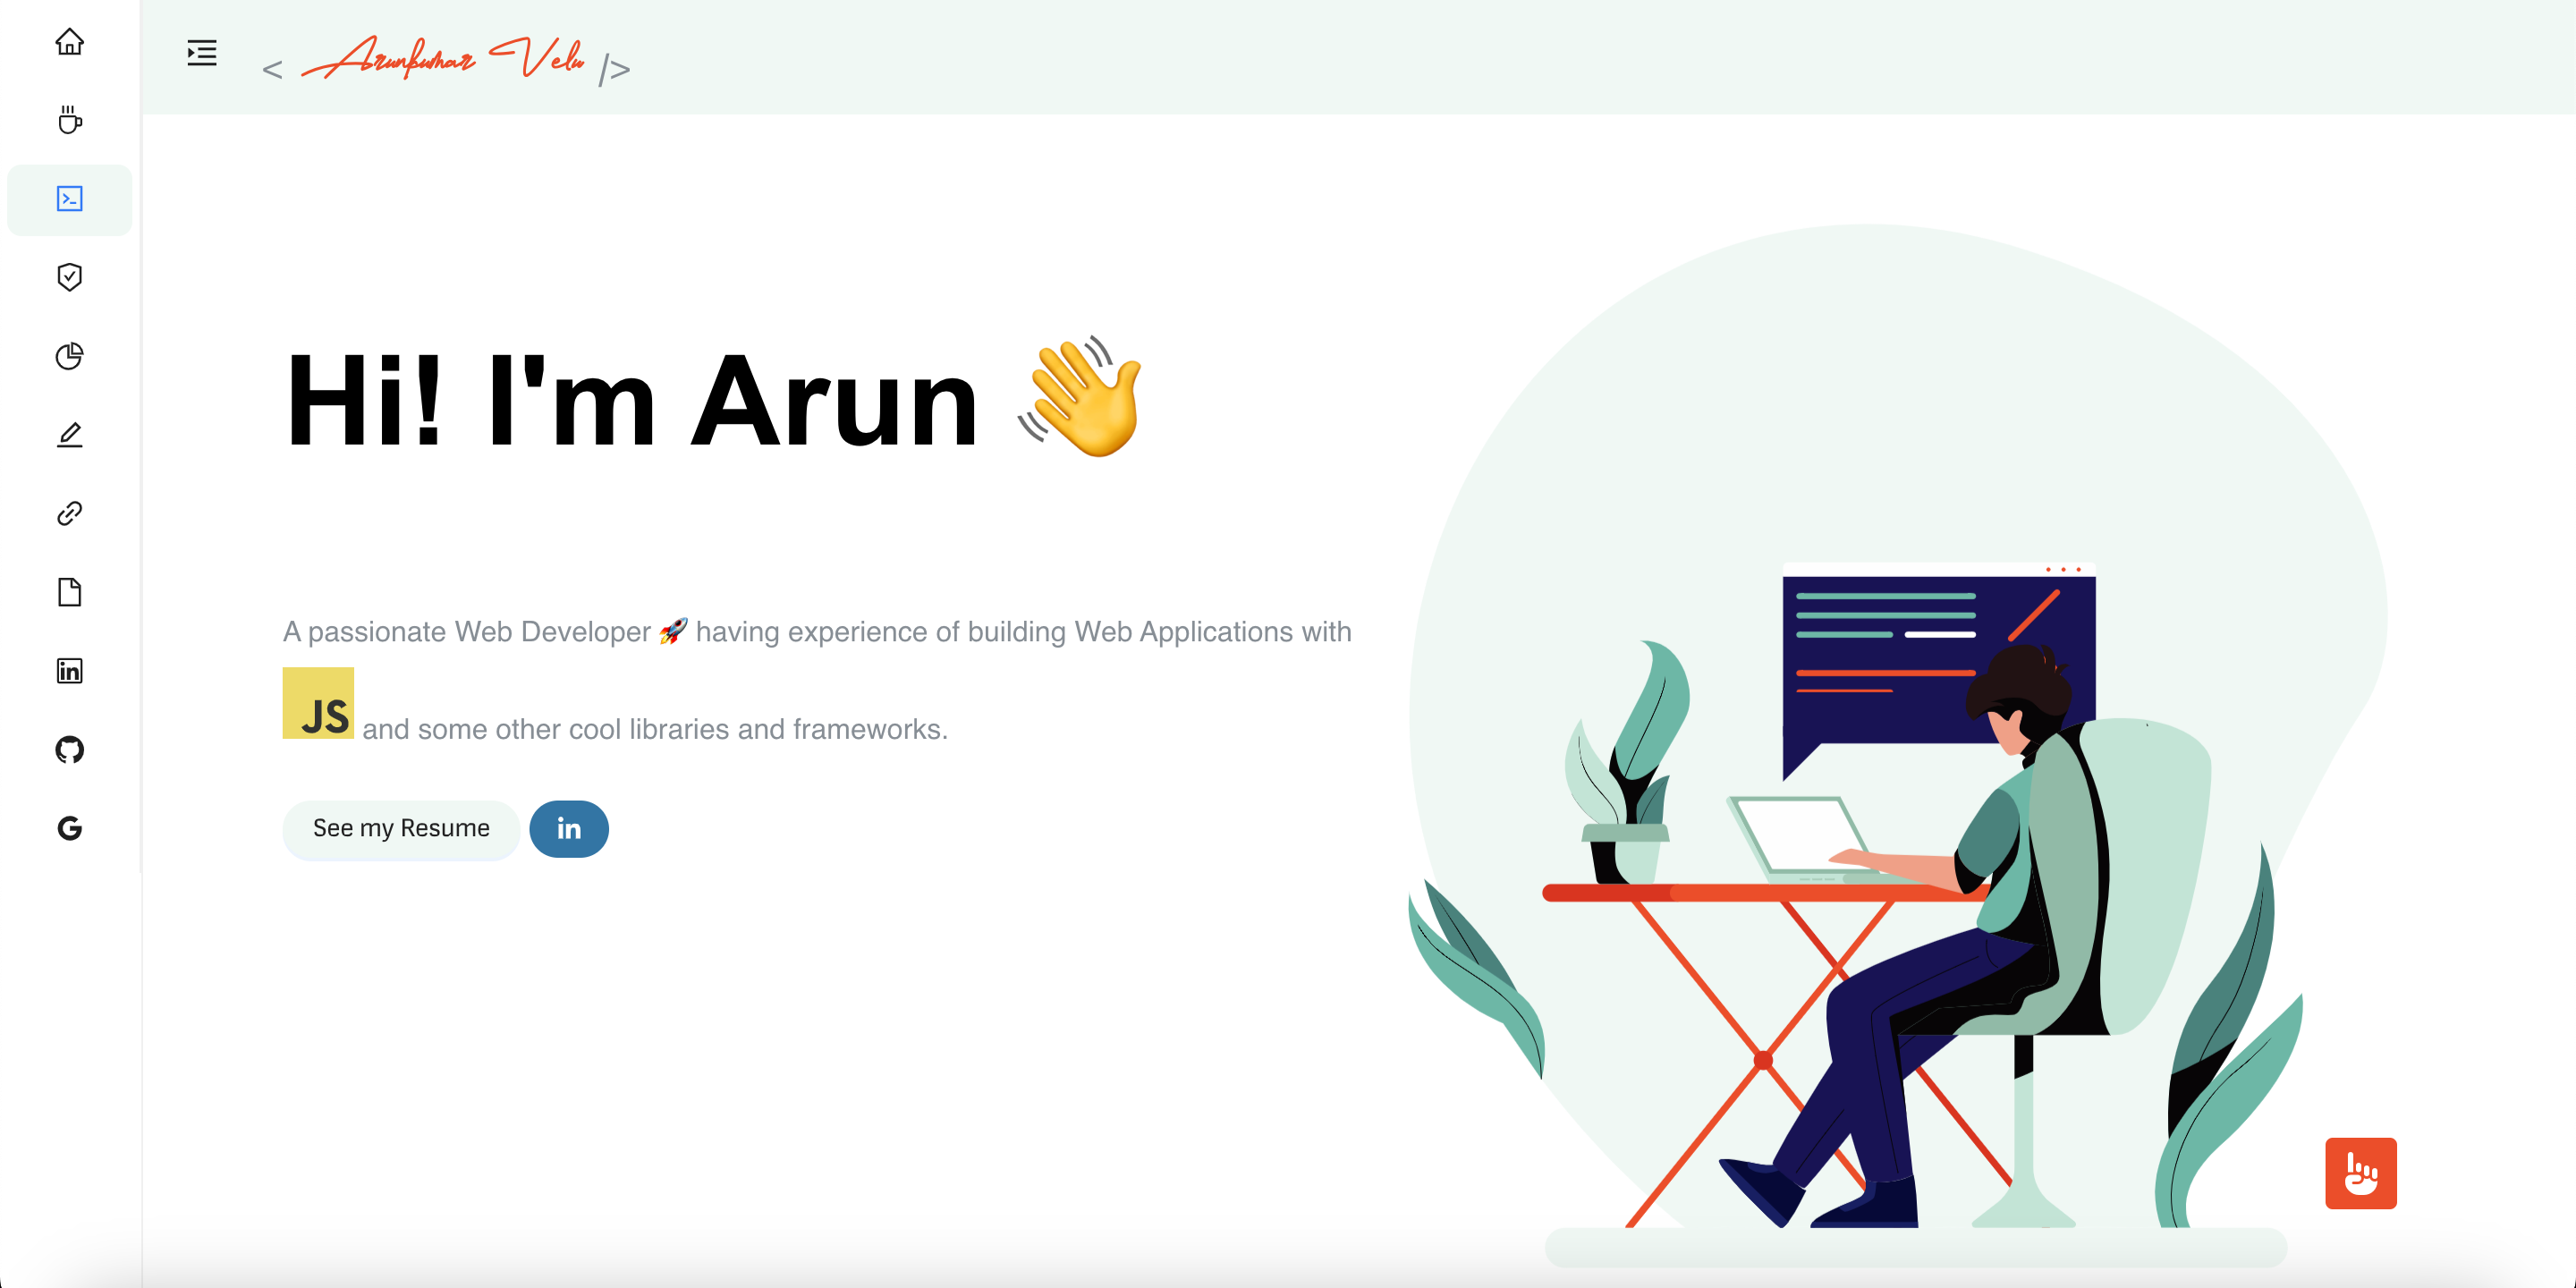 < Arunkumar Velu />
Hi! I'm Arun 👋
A passionate Web Developer 🚀 having experience of building Web Applications with
JS and some other cool libraries and frameworks.
See my Resume
in